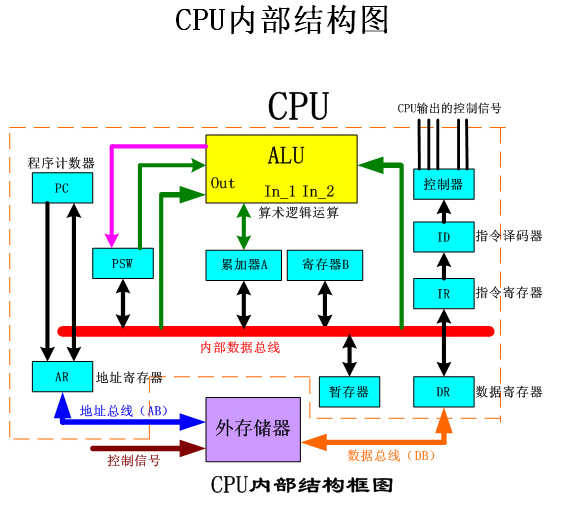 CPU内部结构图
CPU
CPU输出的控制信号
ALU
程序计数器
PC
控制器
Out
In_1 In_2
算术逻辑运算
ID
指令译码器
PSW
累加器A
寄存器B
IR
指令寄存器
内部数据总线
AR
地址寄存器
暂存器
DR
数据寄存器
地址总线（AB）
外存储器
控制信号
数据总线（DB）
CPU内部结构框图